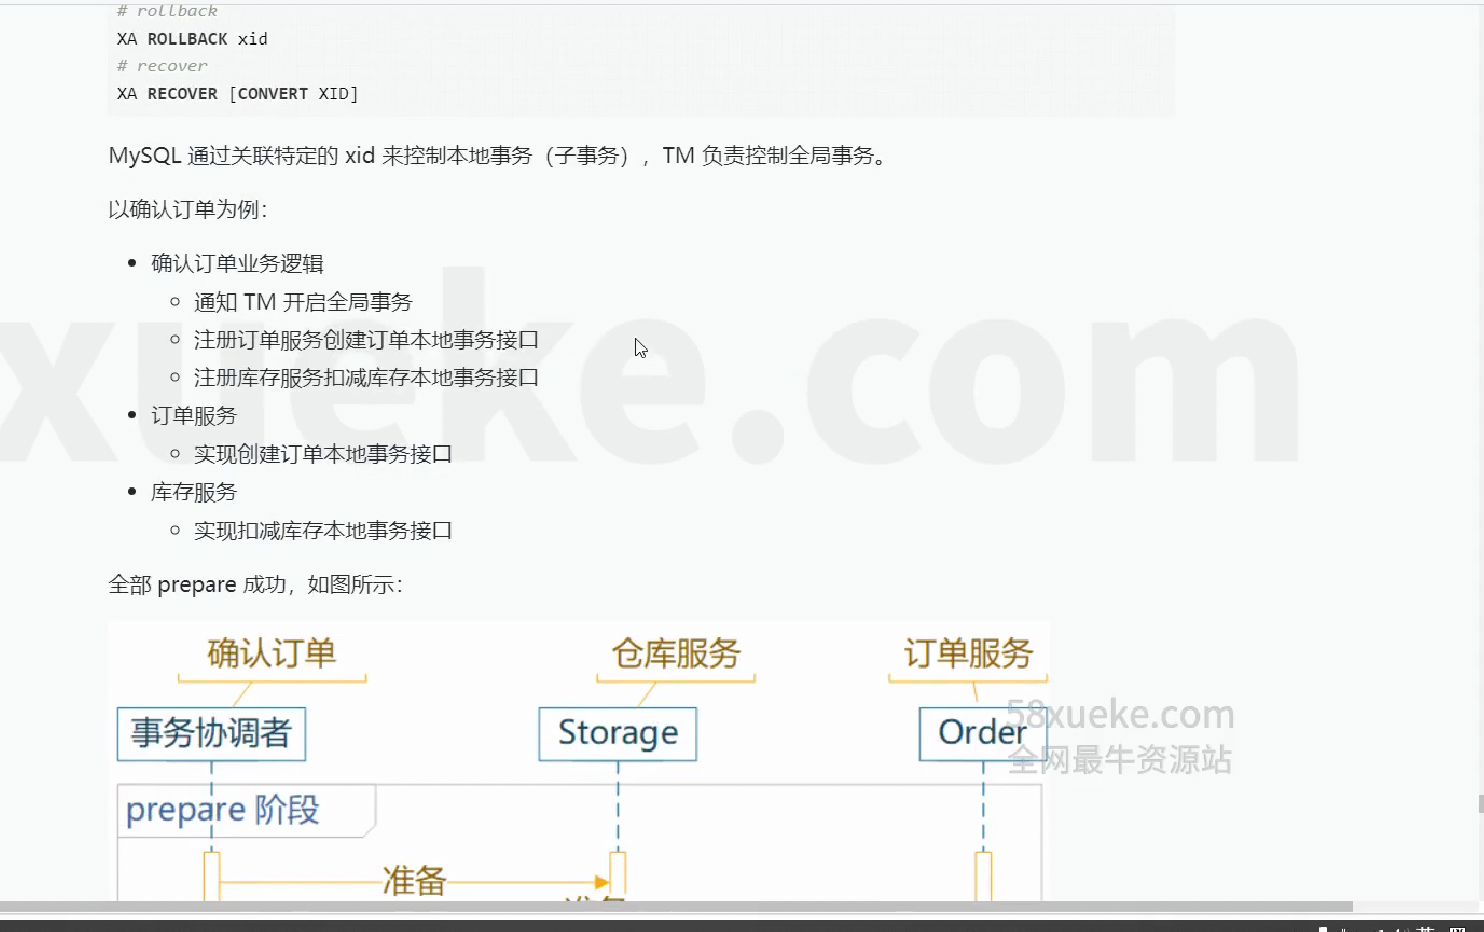 # rollback
XA ROLLBACK xid
# recover
XA RECOVER [CONVERT XID]
MySQL 通过关联特定的 xid 来控制本地事务（子事务），TM 负责控制全局事务。
以确认订单为例：
确认订单业务逻辑
通知 TM 开启全局事务
注册订单服务创建订单本地事务接口
注册库存服务扣减库存本地事务接口
订单服务
实现创建订单本地事务接口
库存服务
实现扣减库存本地事务接口
全部 prepare 成功，如图所示：
确认订单 仓库服务 订单服务
事务协调者 Storage Order
58xueke.com
全网最牛资源站
prepare 阶段
准备
xueke.com